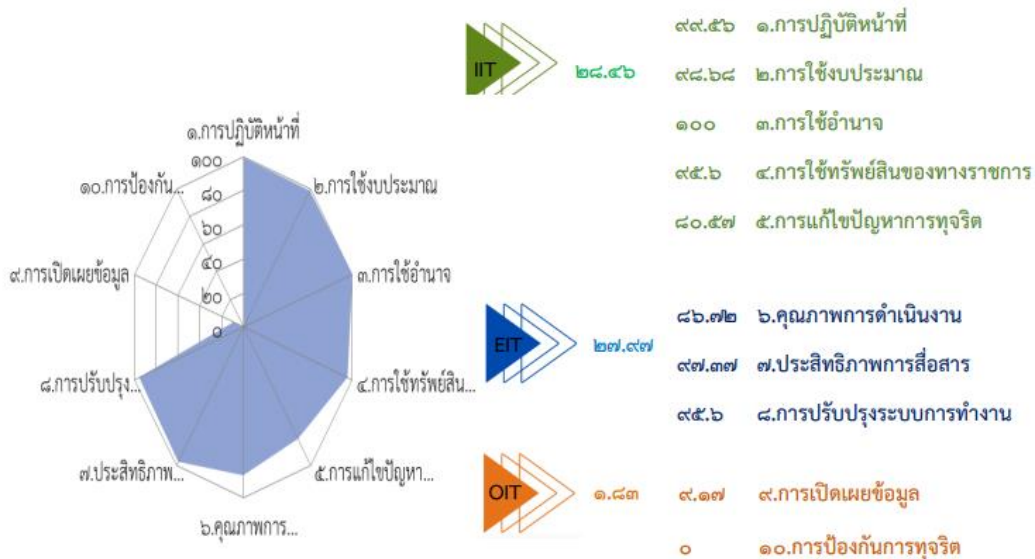 ๑.การปฏิบัติหน้าที่
๑๐๐
๘๐
๖๐
๔๐
๒๐
๐
๒.การใช้งบประมาณ
๓.การใช้อำนาจ
๔.การใช้ทรัพย์สิน...
๕.การแก้ไขปัญหา...
๖.คุณภาพการ...
๗.ประสิทธิภาพ...
๘.การปรับปรุง...
๙.การเปิดเผยข้อมูล
๑๐.การป้องกัน...
IIT ๒๘.๔๖
๙๙.๕๖ ๑.การปฏิบัติหน้าที่
๙๘.๖๘ ๒.การใช้งบประมาณ
๑๐๐ ๓.การใช้อำนาจ
๙๕.๖ ๔.การใช้ทรัพย์สินของทางราชการ
๘๐.๕๗ ๕.การแก้ไขปัญหาการทุจริต
EIT ๒๗.๙๗
๘๖.๗๒ ๖.คุณภาพการดำเนินงาน
๙๗.๓๗ ๗.ประสิทธิภาพการสื่อสาร
๙๕.๖ ๘.การปรับปรุงระบบการทำงาน
OIT ๑.๘๓
๙.๑๗ ๙.การเปิดเผยข้อมูล
๐ ๑๐.การป้องกันการทุจริต